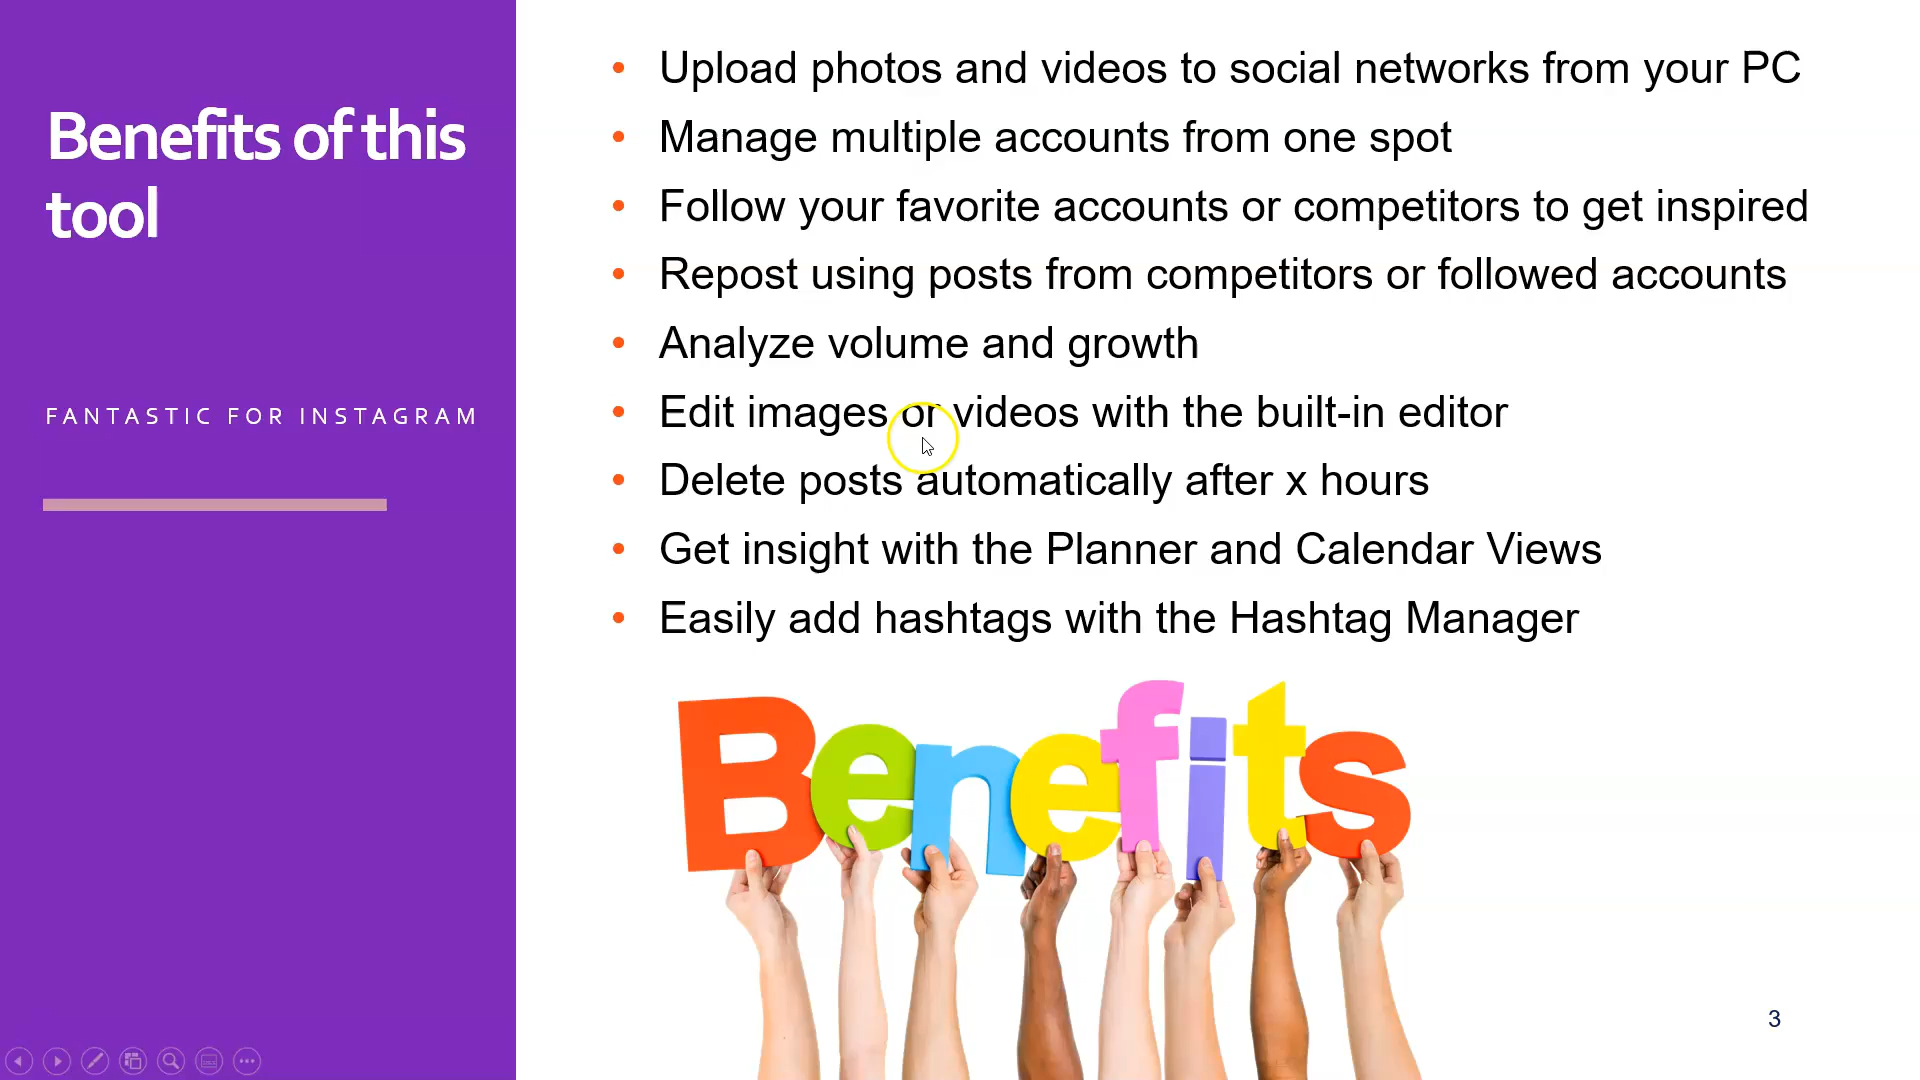 Benefits of this
tool
FANTASTIC FOR INSTAGRAM
• Upload photos and videos to social networks from your PC
• Manage multiple accounts from one spot
• Follow your favorite accounts or competitors to get inspired
• Repost using posts from competitors or followed accounts
• Analyze volume and growth
• Edit images or videos with the built-in editor
• Delete posts automatically after x hours
• Get insight with the Planner and Calendar Views
• Easily add hashtags with the Hashtag Manager
Benefits
3